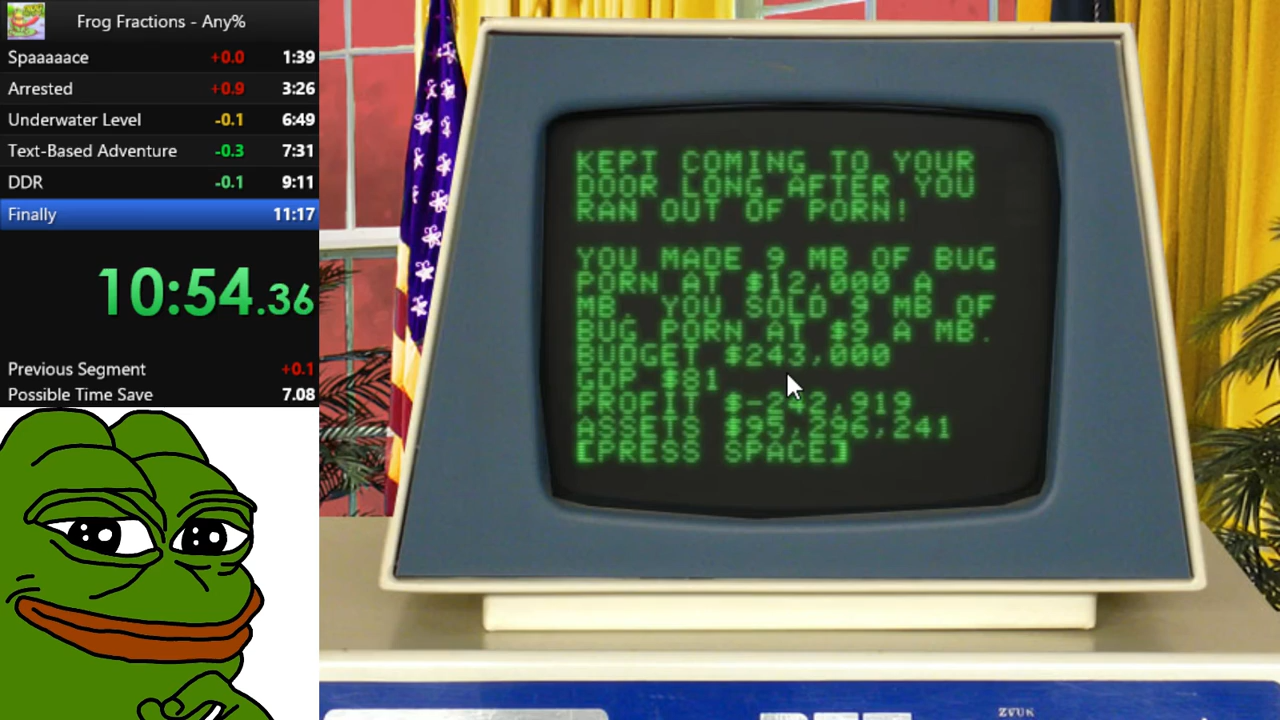 Frog Fractions - Any%
Spaaaaace +0.0 1:39
Arrested +0.9 3:26
Underwater Level -0.1 6:49
Text-Based Adventure -0.3 7:31
DDR -0.1 9:11
Finally 11:17
10:54.36
Previous Segment +0.1
Possible Time Save 7.08
KEPT COMING TO YOUR
DOOR LONG AFTER YOU
RAN OUT OF PORN!
YOU MADE 9 MB OF BUG
PORN AT $12,000 A
MB. YOU SOLD 9 MB OF
BUG PORN AT $9 A MB.
BUDGET $243,000
GDP $81
PROFIT $-242,919
ASSETS $95,296,241
[PRESS SPACE]